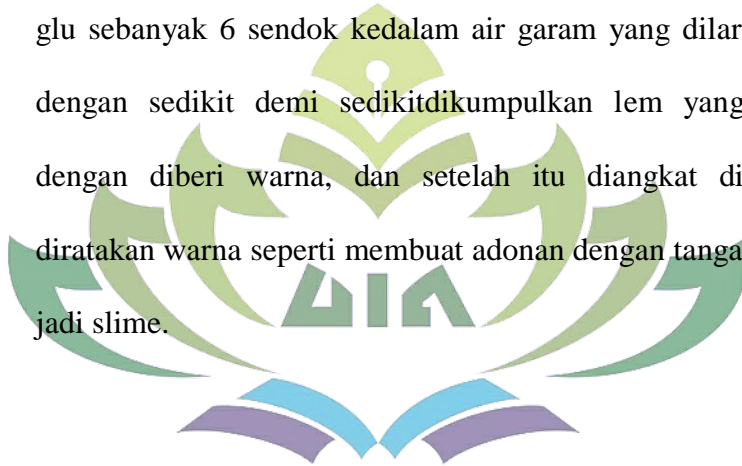 glu sebanyak 6 sendok kedalam air garam yang dilar
dengan sedikit demi sedikitdikumpulkan lem yang
dengan diberi warna, dan setelah itu diangkat di
diratakan warna seperti membuat adonan dengan tanga
jadi slime.
UIN